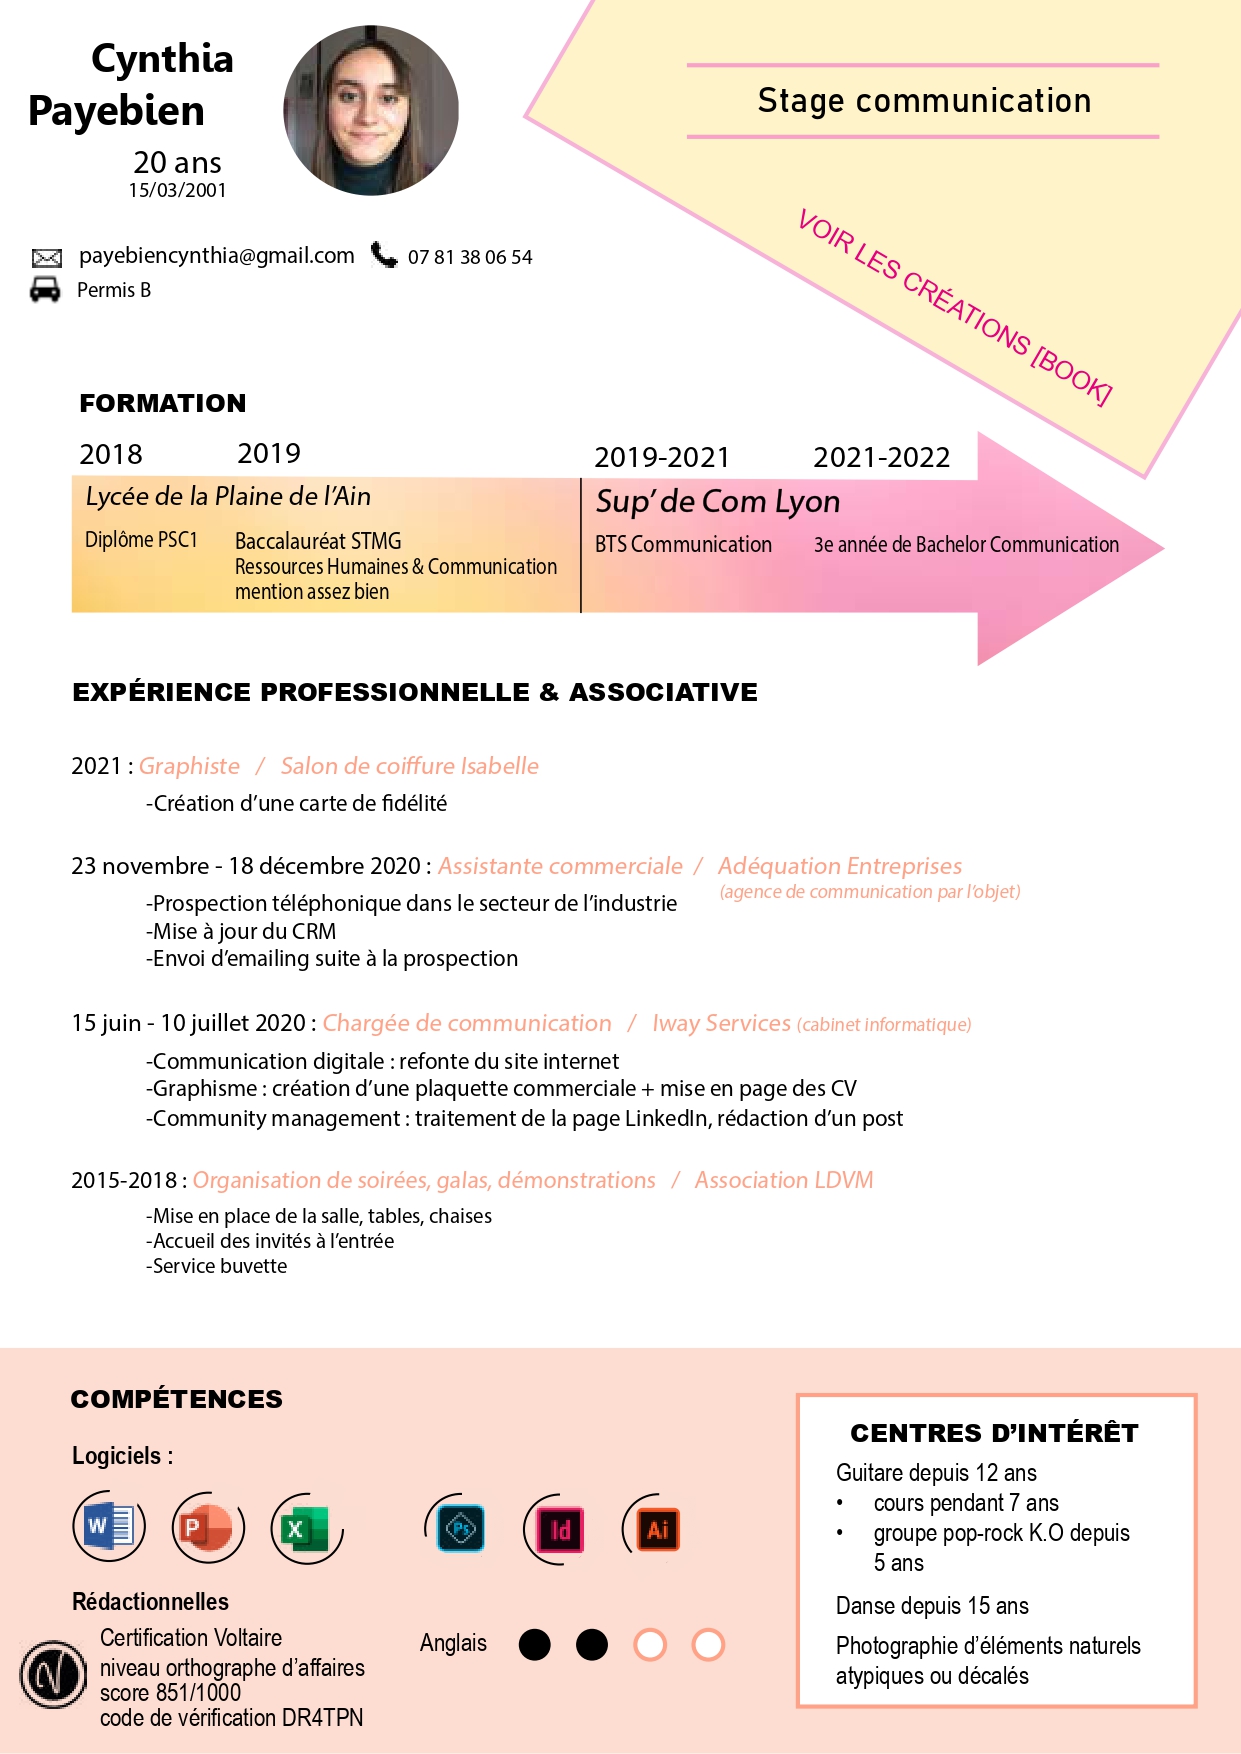 Cynthia
Payebien
20 ans
15/03/2001
payebiencynthia@gmail.com
07 81 38 06 54
Permis B
Stage communication
VOIR LES CRÉATIONS [BOOK]
FORMATION
2018
2019
2019-2021
2021-2022
Lycée de la Plaine de l’Ain
Diplôme PSC1
Baccalauréat STMG
Ressources Humaines & Communication
mention assez bien
Sup’ de Com Lyon
BTS Communication
3e année de Bachelor Communication
EXPÉRIENCE PROFESSIONNELLE & ASSOCIATIVE
2021 : Graphiste / Salon de coiffure Isabelle
-Création d’une carte de fidélité
23 novembre - 18 décembre 2020 : Assistante commerciale / Adéquation Entreprises
(agence de communication par l’objet)
-Prospection téléphonique dans le secteur de l’industrie
-Mise à jour du CRM
-Envoi d’emailing suite à la prospection
15 juin - 10 juillet 2020 : Chargée de communication / Iway Services (cabinet informatique)
-Communication digitale : refonte du site internet
-Graphisme : création d’une plaquette commerciale + mise en page des CV
-Community management : traitement de la page LinkedIn, rédaction d’un post
2015-2018 : Organisation de soirées, galas, démonstrations / Association LDVM
-Mise en place de la salle, tables, chaises
-Accueil des invités à l’entrée
-Service buvette
COMPÉTENCES
Logiciels :
W
P
X
Ps
Id
Ai
Rédactionnelles
Certification Voltaire
niveau orthographe d’affaires
score 851/1000
code de vérification DR4TPN
V
Anglais
CENTRES D’INTÉRÊT
Guitare depuis 12 ans
• cours pendant 7 ans
• groupe pop-rock K.O depuis
5 ans
Danse depuis 15 ans
Photographie d’éléments naturels
atypiques ou décalés